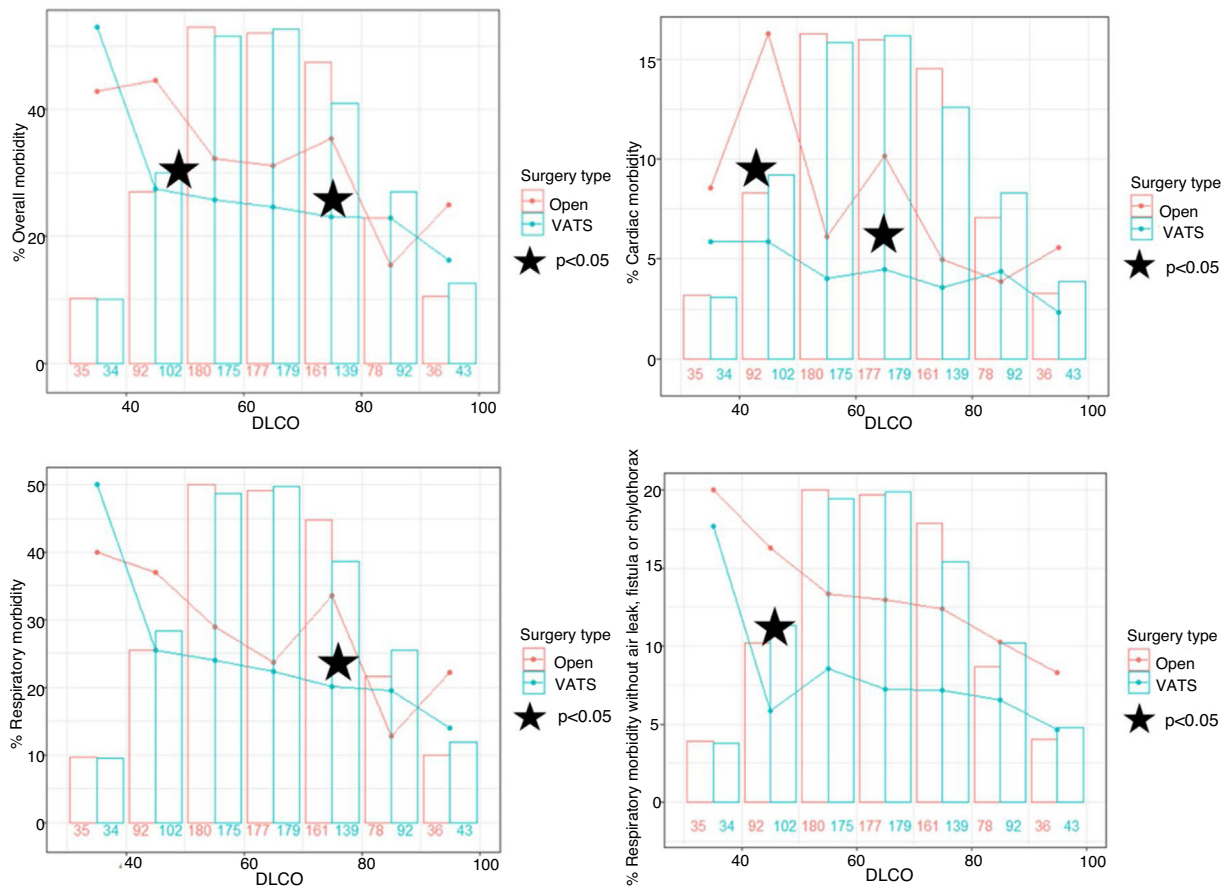 % Overall morbidity
40
20
0
35 34 92 102 180 175 177 179 161 139 78 92 36 43
40 60 80 100
DLCO
Surgery type
Open
VATS
p<0.05
% Cardiac morbidity
15
10
5
0
35 34 92 102 180 175 177 179 161 139 78 92 36 43
40 60 80 100
DLCO
Surgery type
Open
VATS
p<0.05
% Respiratory morbidity
50
40
30
20
10
0
35 34 92 102 180 175 177 179 161 139 78 92 36 43
40 60 80 100
DLCO
Surgery type
Open
VATS
p<0.05
% Respiratory morbidity without air leak, fistula or chylothorax
20
15
10
5
0
35 34 92 102 180 175 177 179 161 139 78 92 36 43
40 60 80 100
DLCO
Surgery type
Open
VATS
p<0.05